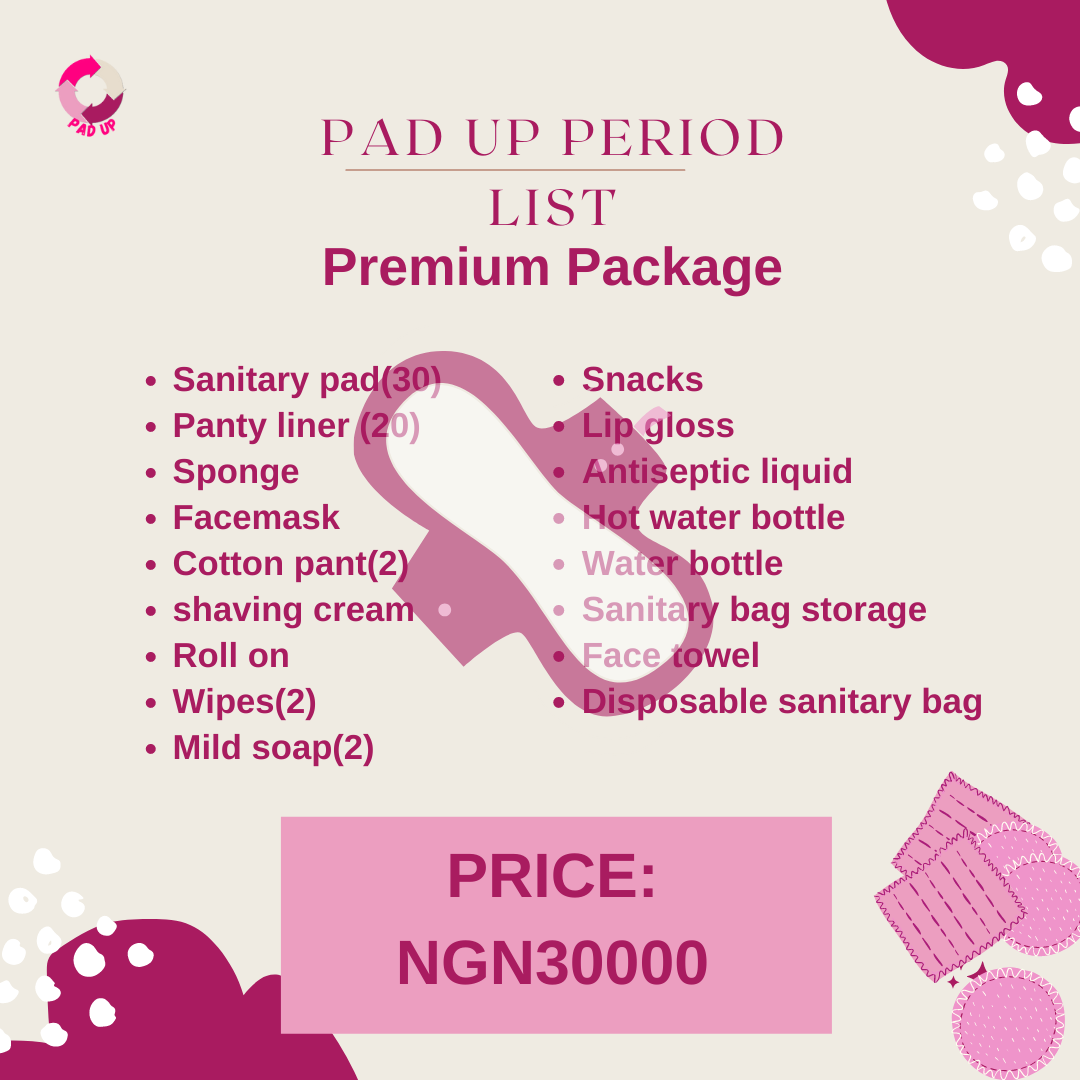 PAD UP
PAD UP PERIOD
LIST
Premium Package
• Sanitary pad(30)
• Panty liner (20)
• Sponge
• Facemask
• Cotton pant(2)
• shaving cream
• Roll on
• Wipes(2)
• Mild soap(2)
• Snacks
• Lip gloss
• Antiseptic liquid
• Hot water bottle
• Water bottle
• Sanitary bag storage
• Face towel
• Disposable sanitary bag
PRICE:
NGN30000